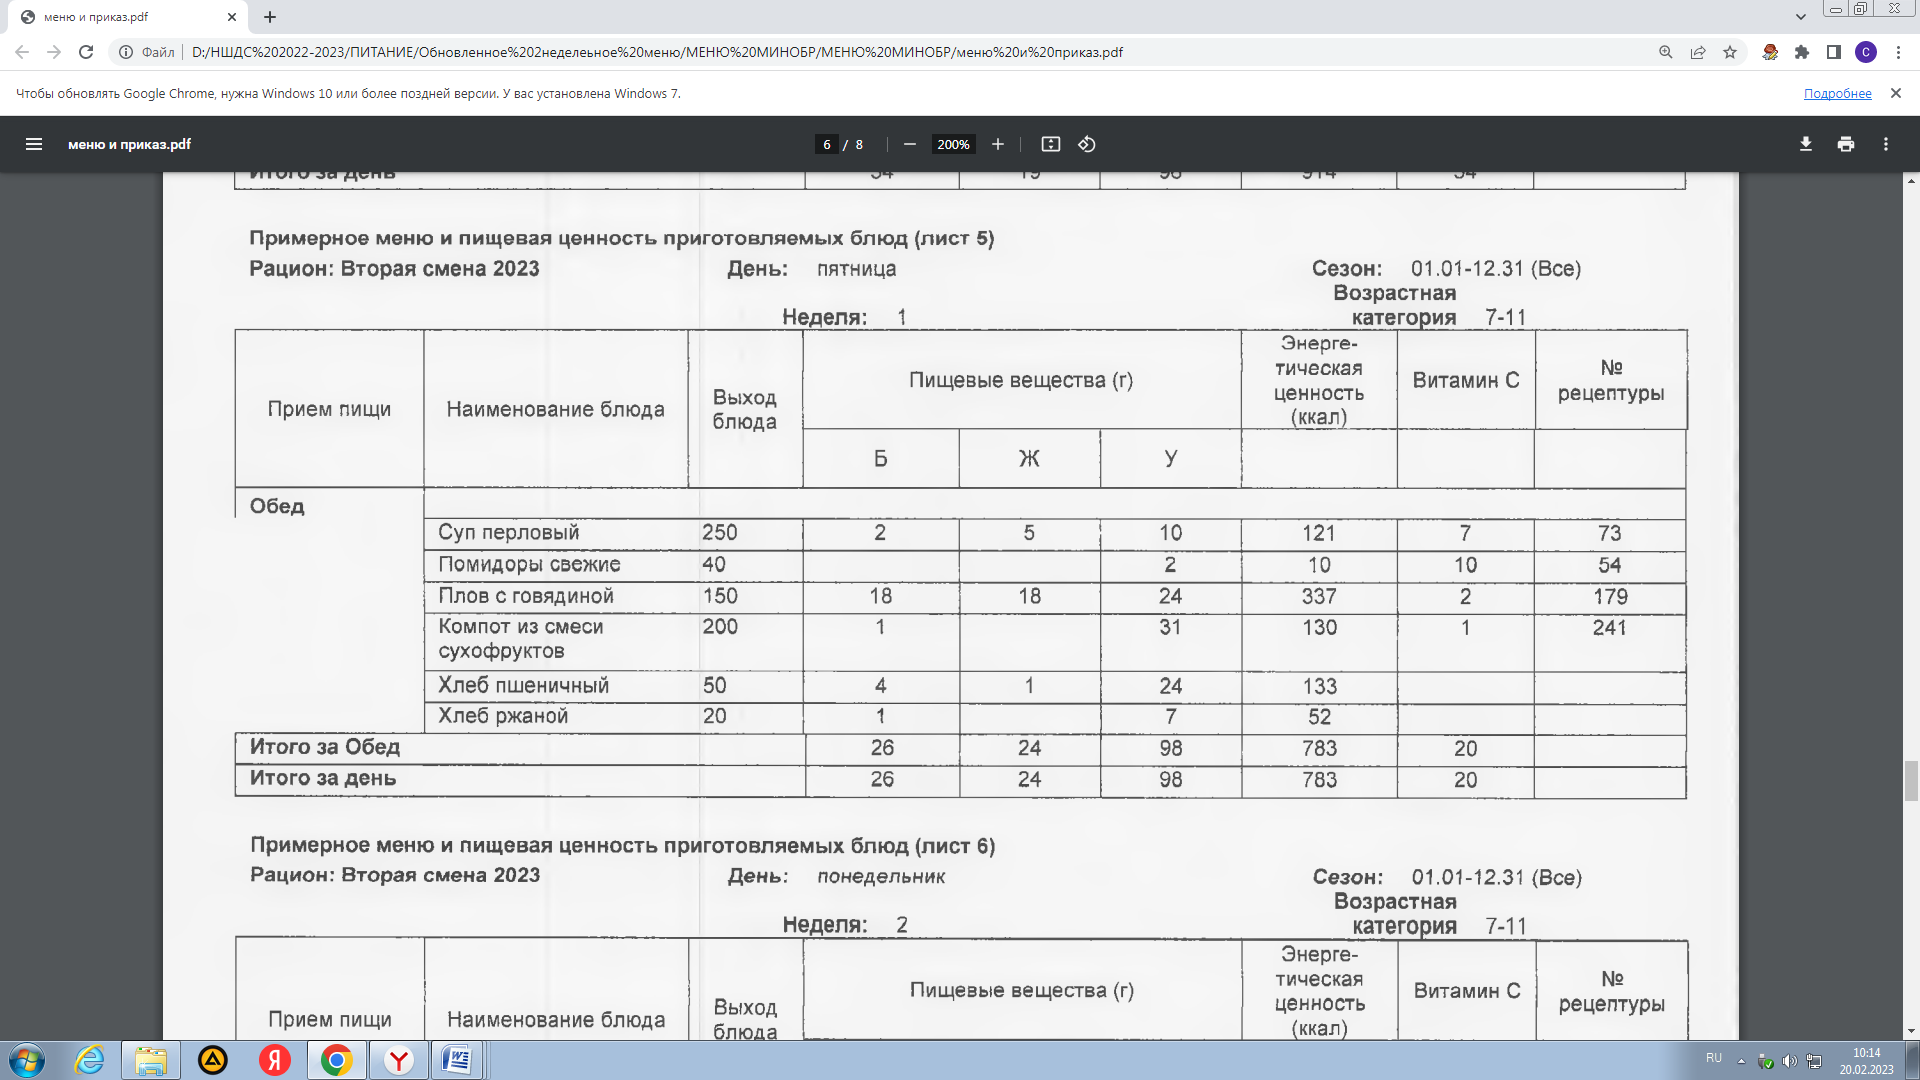 меню и приказ.pdf
Файл D:/НШДС%202022-2023/ПИТАНИЕ/Обновленное%202неделеьное%20меню/МЕНЮ%20МИНОБР/МЕНЮ%20МИНОБР/меню%20и%20приказ.pdf
C
Чтобы обновлять Google Chrome, нужна Windows 10 или более поздней версии. У вас установлена Windows 7. Подробнее
меню и приказ.pdf 6 / 8 200%
Итого за день 34 19 98 914 34
Примерное меню и пищевая ценность приготовляемых блюд (лист 5)
Рацион: Вторая смена 2023 День: пятница Сезон: 01.01-12.31 (Все)
Возрастная
Неделя: 1 категория 7-11
Прием пищи Наименование блюда Выход блюда Пищевые вещества (г) Энерге-тическая ценность (ккал) Витамин С № рецептуры
Б Ж У
Обед
Суп перловый 250 2 5 10 121 7 73
Помидоры свежие 40 2 10 10 54
Плов с говядиной 150 18 18 24 337 2 179
Компот из смеси 200 1 31 130 1 241
сухофруктов
Хлеб пшеничный 50 4 1 24 133
Хлеб ржаной 20 1 7 52
Итого за Обед 26 24 98 783 20
Итого за день 26 24 98 783 20
Примерное меню и пищевая ценность приготовляемых блюд (лист 6)
Рацион: Вторая смена 2023 День: понедельник Сезон: 01.01-12.31 (Все)
Возрастная
Неделя: 2 категория 7-11
Прием пищи Наименование блюда Выход блюда Пищевые вещества (г) Энерге-тическая ценность (ккал) Витамин С № рецептуры
RU 10:14
20.02.2023